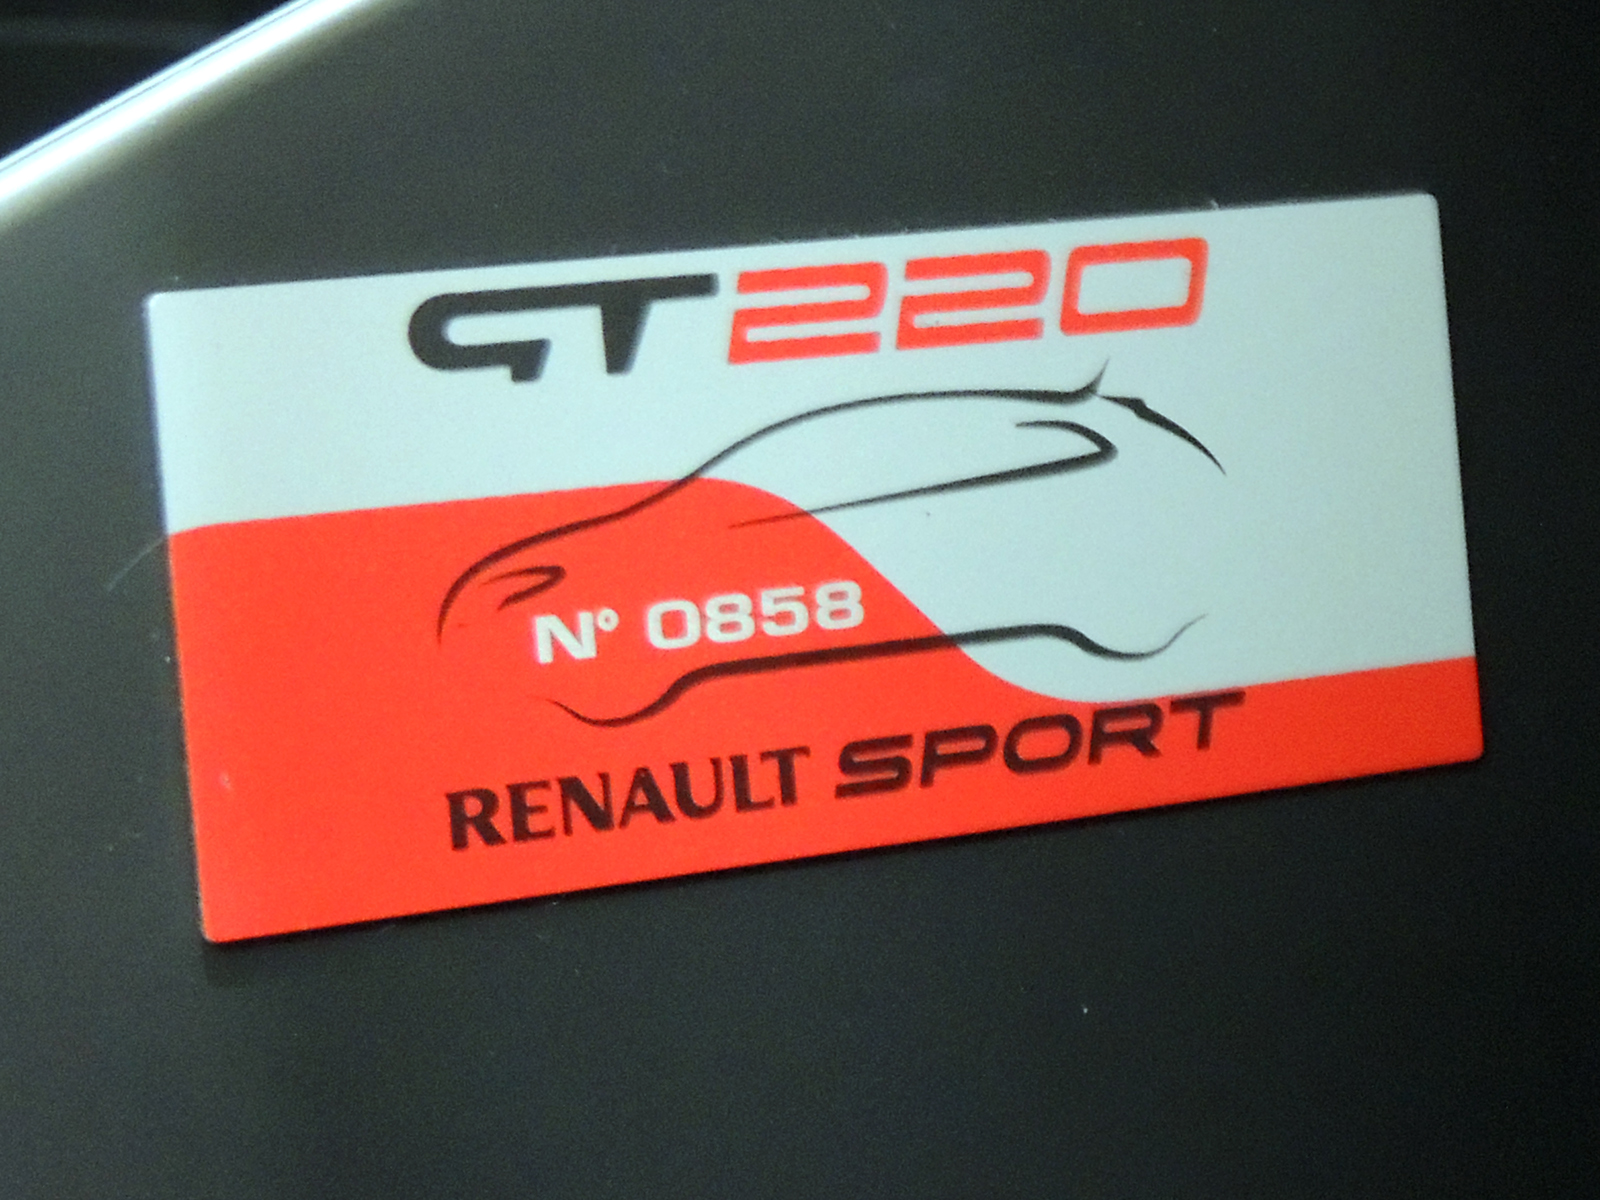 GT220
N° 0858
RENAULT SPORT